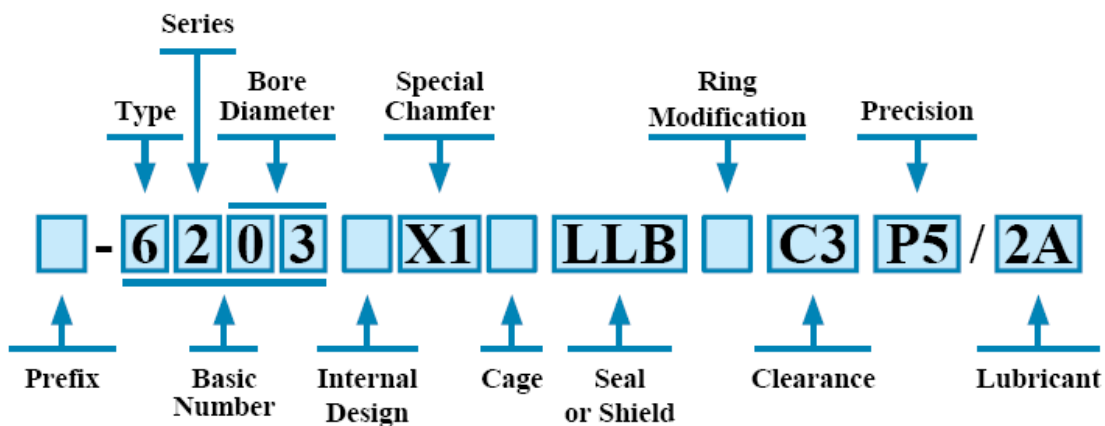 Series
Type
Bore
Diameter
Special
Chamfer
Ring
Modification
Precision
- 6 2 0 3 X1 LLB C3 P5 / 2A
Prefix
Basic
Number
Internal
Design
Cage
Seal
or Shield
Clearance
Lubricant